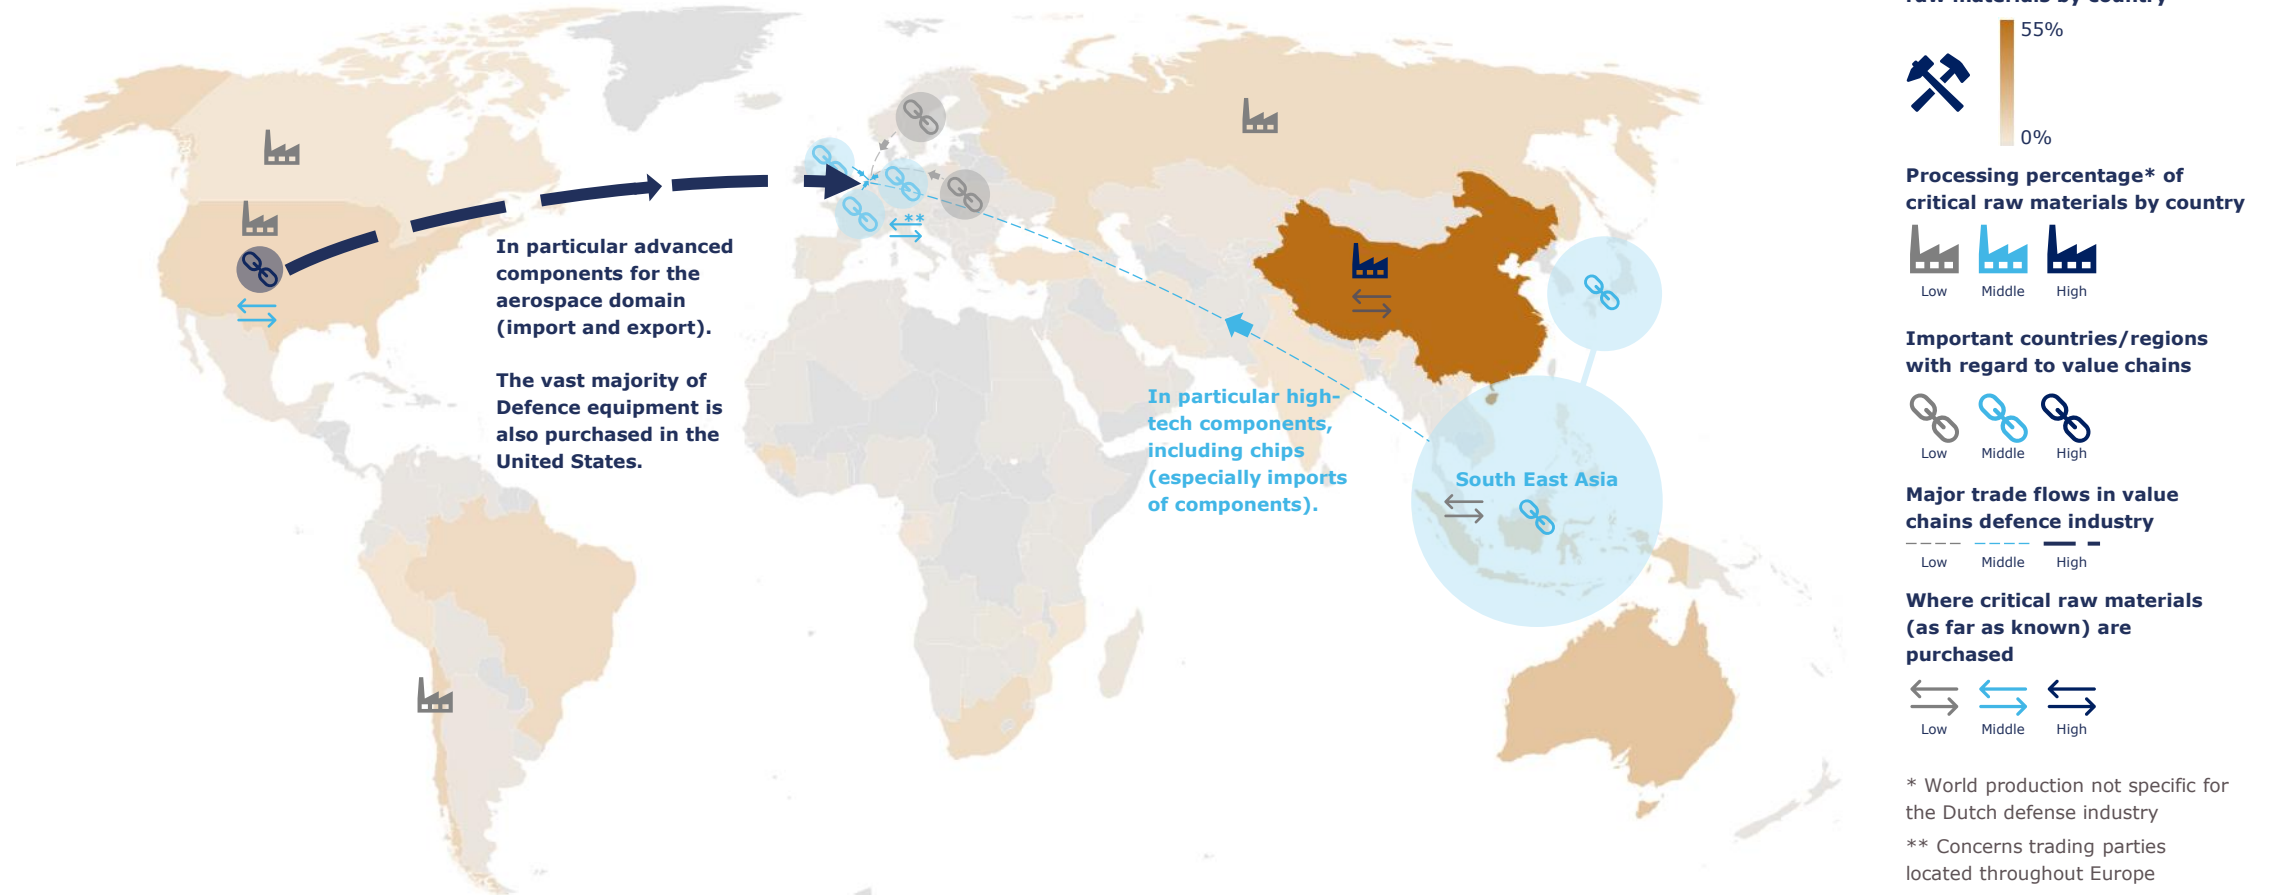 In particular advanced
components for the
aerospace domain
(import and export).
The vast majority of
Defence equipment is
also purchased in the
United States.
**
In particular high-
tech components,
including chips
(especially imports
of components).
South East Asia
raw materials by country
55%
0%
Processing percentage* of
critical raw materials by country
Low Middle High
Important countries/regions
with regard to value chains
Low Middle High
Major trade flows in value
chains defence industry
Low Middle High
Where critical raw materials
(as far as known) are
purchased
Low Middle High
* World production not specific for
the Dutch defense industry
** Concerns trading parties
located throughout Europe